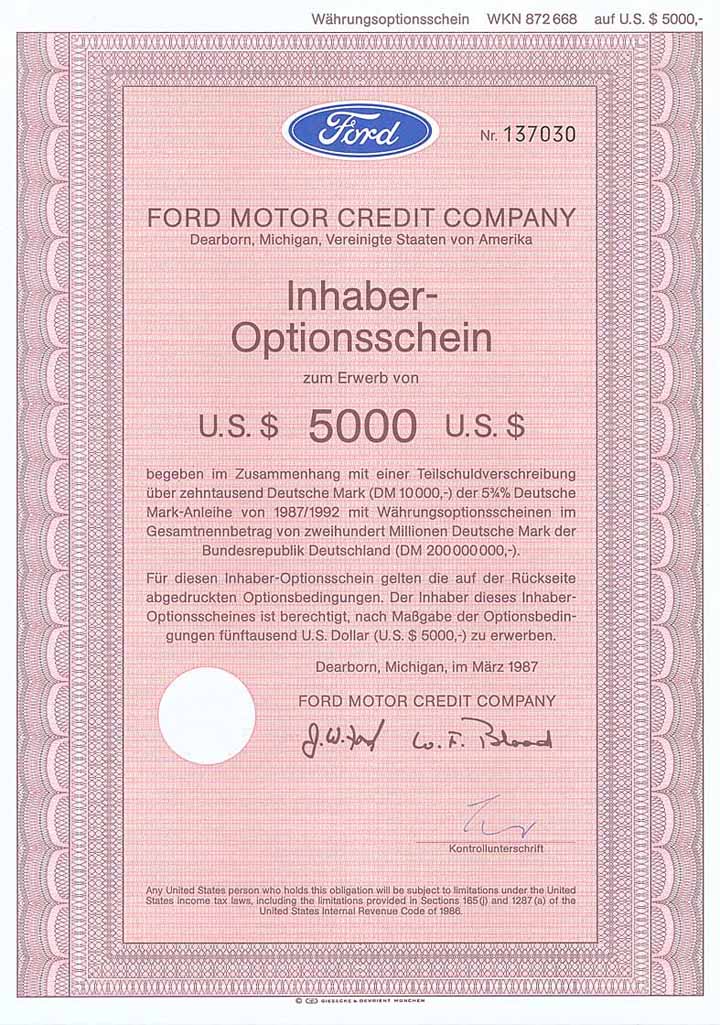 Währungsoptionsschein WKN 872 668 auf U.S. $ 5000,-
Ford
Nr. 137030
FORD MOTOR CREDIT COMPANY
Dearborn, Michigan, Vereinigte Staaten von Amerika
Inhaber-
Optionsschein
zum Erwerb von
U.S. $ 5000 U.S. $
begeben im Zusammenhang mit einer Teilschuldverschreibung
über zehntausend Deutsche Mark (DM 10 000,-) der 5¾% Deutsche
Mark-Anleihe von 1987/1992 mit Währungsoptionsscheinen im
Gesamtnennbetrag von zweihundert Millionen Deutsche Mark der
Bundesrepublik Deutschland (DM 200 000 000,-).
Für diesen Inhaber-Optionsschein gelten die auf der Rückseite
abgedruckten Optionsbedingungen. Der Inhaber dieses Inhaber-
Optionsscheines ist berechtigt, nach Maßgabe der Optionsbedin-
gungen fünftausend U.S. Dollar (U.S. $ 5000,-) zu erwerben.
Dearborn, Michigan, im März 1987
FORD MOTOR CREDIT COMPANY
J.W. W. F. Blood
Kontrollunterschrift
Any United States person who holds this obligation will be subject to limitations under the United
States income tax laws, including the limitations provided in Sections 165 (j) and 1287 (a) of the
United States Internal Revenue Code of 1986.
© GD GIESECKE & DEVRIENT MÜNCHEN